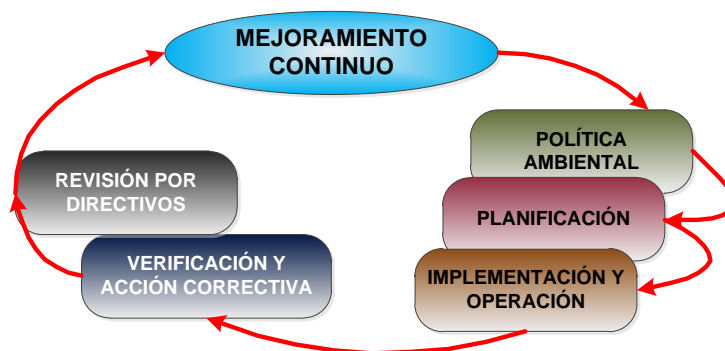 MEJORAMIENTO
CONTINUO
POLÍTICA
AMBIENTAL
PLANIFICACIÓN
IMPLEMENTACIÓN Y
OPERACIÓN
VERIFICACIÓN Y
ACCIÓN CORRECTIVA
REVISIÓN POR
DIRECTIVOS